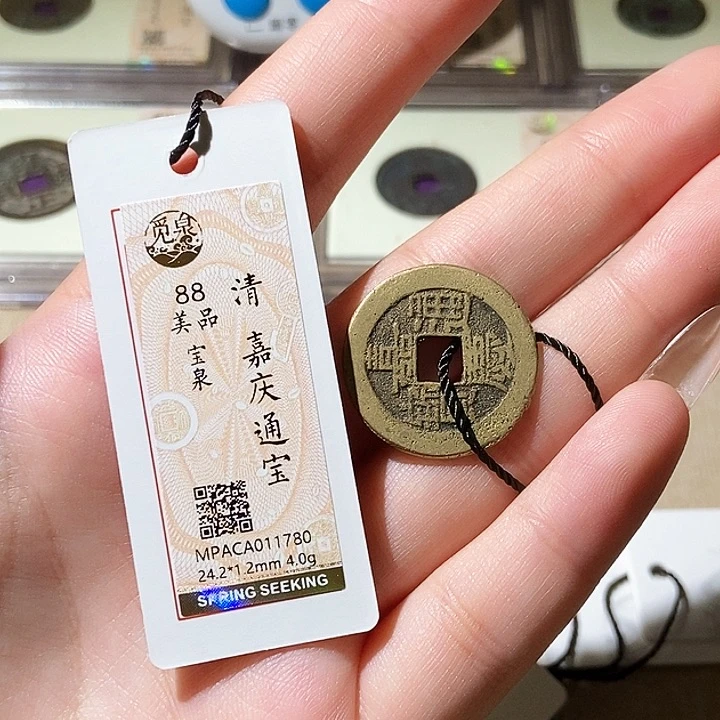 觅泉
清 嘉庆通宝
88
美品
宝泉
MPACA011780
24.2*1.2mm 4.0g
SPRING SEEKING